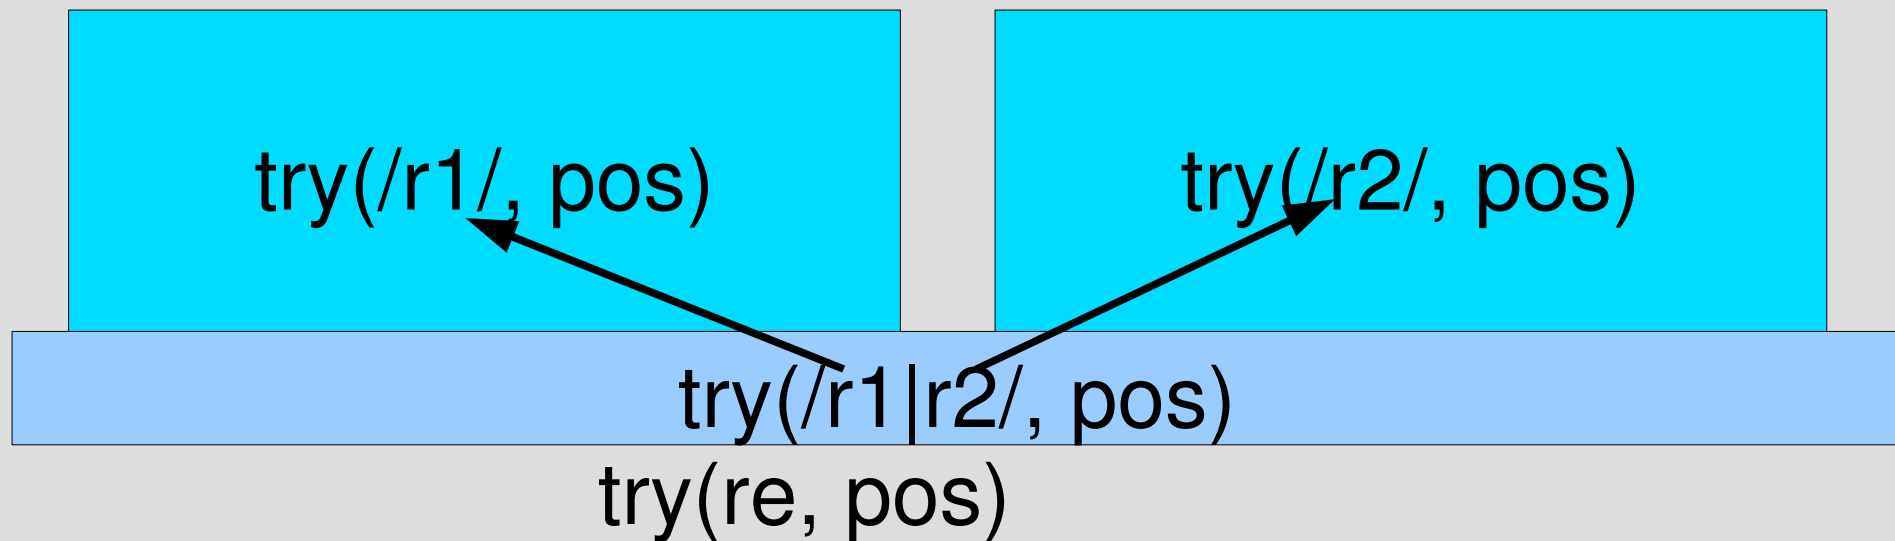 try(/r1/, pos)
try(/r2/, pos)
try(/r1|r2/, pos)
try(re, pos)